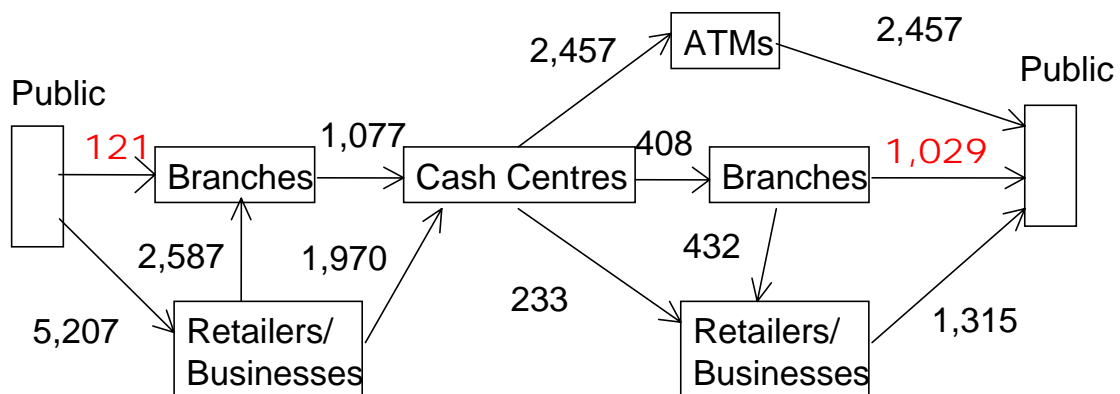 ATMs
2,457
2,457
Public
Public
121
1,077
408
1,029
Branches
Cash Centres
Branches
2,587
1,970
233
432
5,207
1,315
Retailers/
Businesses
Retailers/
Businesses